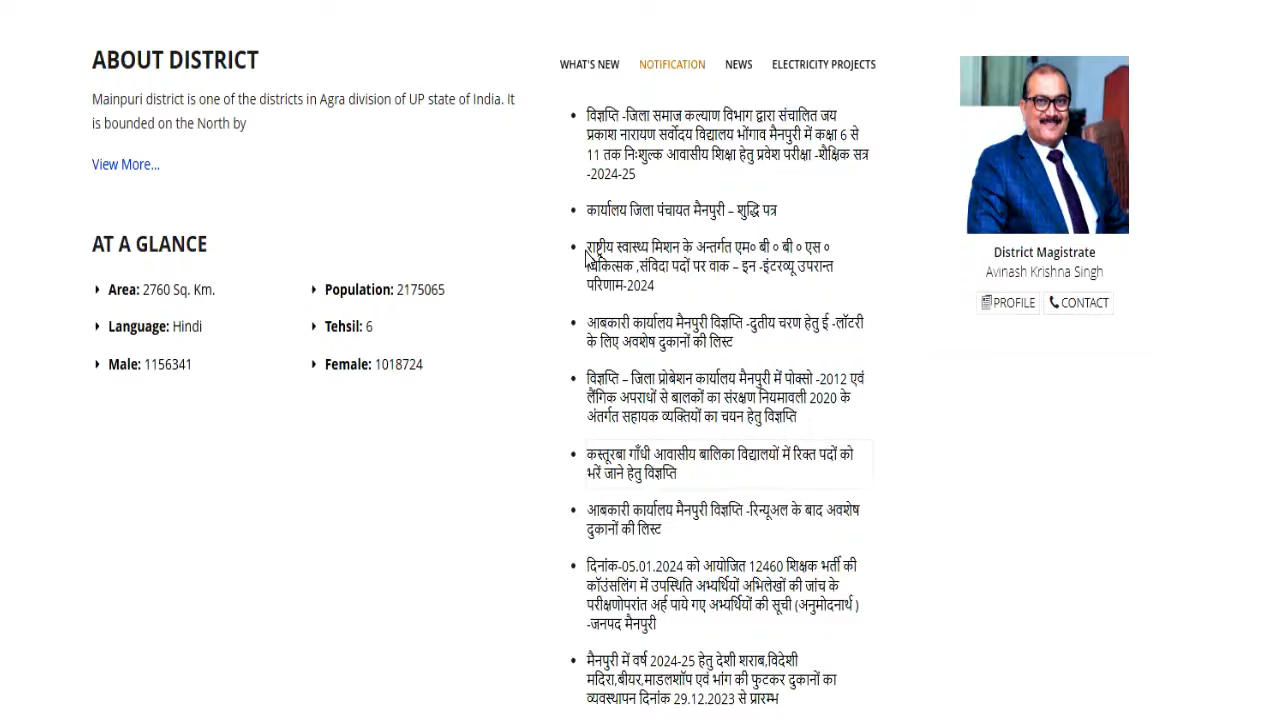 ABOUT DISTRICT
Mainpuri district is one of the districts in Agra division of UP state of India. It
is bounded on the North by
View More...
AT A GLANCE
Area: 2760 Sq. Km.
Population: 2175065
Language: Hindi
Tehsil: 6
Male: 1156341
Female: 1018724
WHAT'S NEW NOTIFICATION NEWS ELECTRICITY PROJECTS
विज्ञप्ति -जिला समाज कल्याण विभाग द्वारा संचालित जय
प्रकाश नारायण सर्वोदय विद्यालय भोंगाव मैनपुरी में कक्षा 6 से
11 तक निःशुल्क आवासीय शिक्षा हेतु प्रवेश परीक्षा -शैक्षिक सत्र
-2024-25
कार्यालय जिला पंचायत मैनपुरी – शुद्धि पत्र
राष्ट्रीय स्वास्थ्य मिशन के अन्तर्गत एम० बी ० बी ० एस ०
चिकित्सक ,संविदा पदों पर वाक – इन -इंटरव्यू उपरान्त
परिणाम-2024
आबकारी कार्यालय मैनपुरी विज्ञप्ति -दुतीय चरण हेतु ई -लॉटरी
के लिए अवशेष दुकानों की लिस्ट
विज्ञप्ति – जिला प्रोबेशन कार्यालय मैनपुरी में पोक्सो -2012 एवं
लैंगिक अपराधों से बालकों का संरक्षण नियमावली 2020 के
अंतर्गत सहायक व्यक्तियों का चयन हेतु विज्ञप्ति
कस्तूरबा गाँधी आवासीय बालिका विद्यालयों में रिक्त पदों को
भरें जाने हेतु विज्ञप्ति
आबकारी कार्यालय मैनपुरी विज्ञप्ति -रिन्यूअल के बाद अवशेष
दुकानों की लिस्ट
दिनांक-05.01.2024 को आयोजित 12460 शिक्षक भर्ती की
कॉउंसलिंग में उपस्थिति अभ्यर्थियों अभिलेखों की जांच के
परीक्षणोपरांत अर्ह पाये गए अभ्यर्थियों की सूची (अनुमोदनार्थ )
-जनपद मैनपुरी
मैनपुरी में वर्ष 2024-25 हेतु देशी शराब,विदेशी
मदिरा,बीयर,माडलशॉप एवं भांग की फुटकर दुकानों का
व्यवस्थापन दिनांक 29.12.2023 से प्रारम्भ
District Magistrate
Avinash Krishna Singh
PROFILE CONTACT